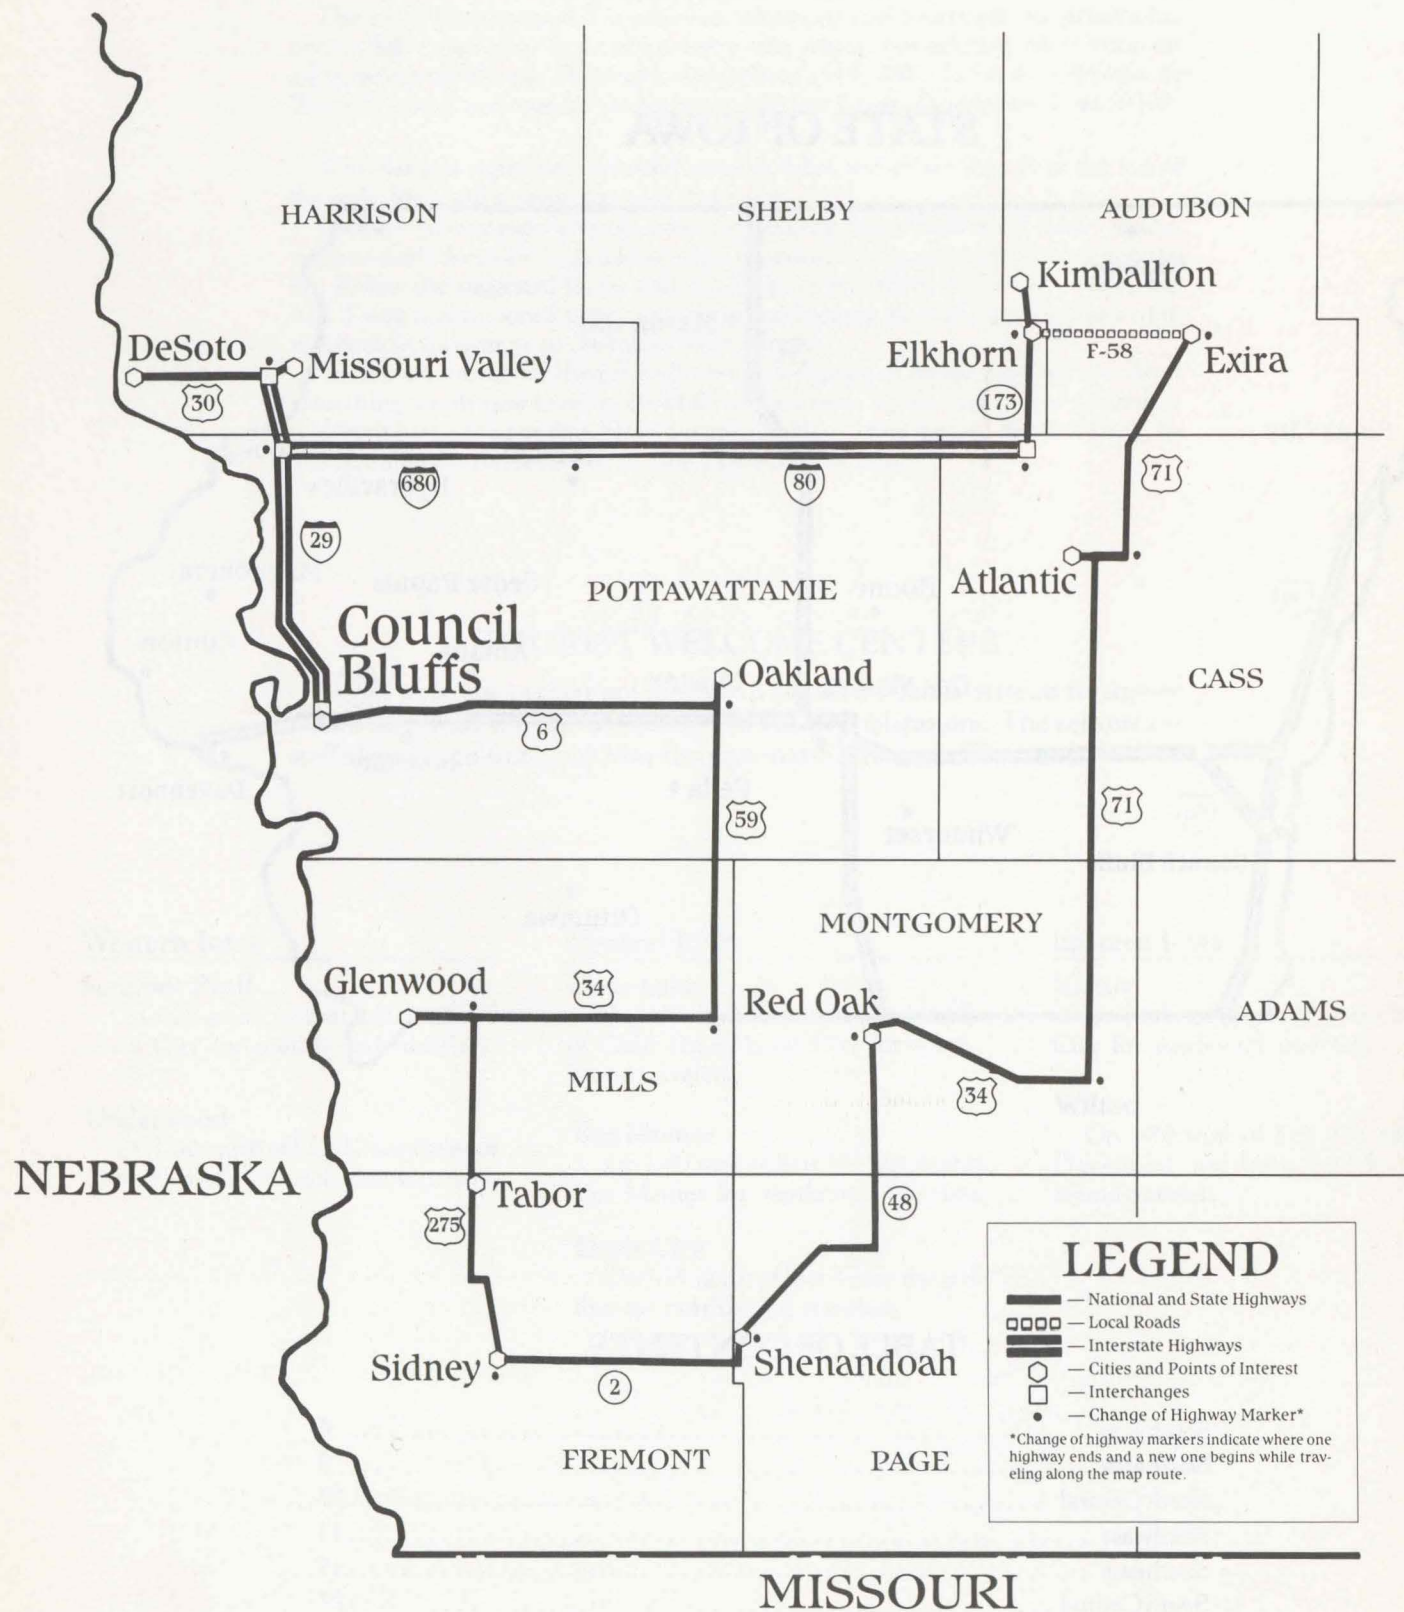 HARRISON
SHELBY
AUDUBON
Kimballton
DeSoto
Missouri Valley
Elkhorn
F-58
Exira
30
173
71
680
80
29
Atlantic
POTTAWATTAMIE
Council
Bluffs
Oakland
CASS
6
59
71
MONTGOMERY
Glenwood
34
Red Oak
ADAMS
MILLS
34
NEBRASKA
Tabor
48
275
LEGEND
— National and State Highways
— Local Roads
— Interstate Highways
— Cities and Points of Interest
— Interchanges
— Change of Highway Marker*
*Change of highway markers indicate where one
highway ends and a new one begins while trav-
eling along the map route.
Sidney
Shenandoah
2
FREMONT
PAGE
MISSOURI